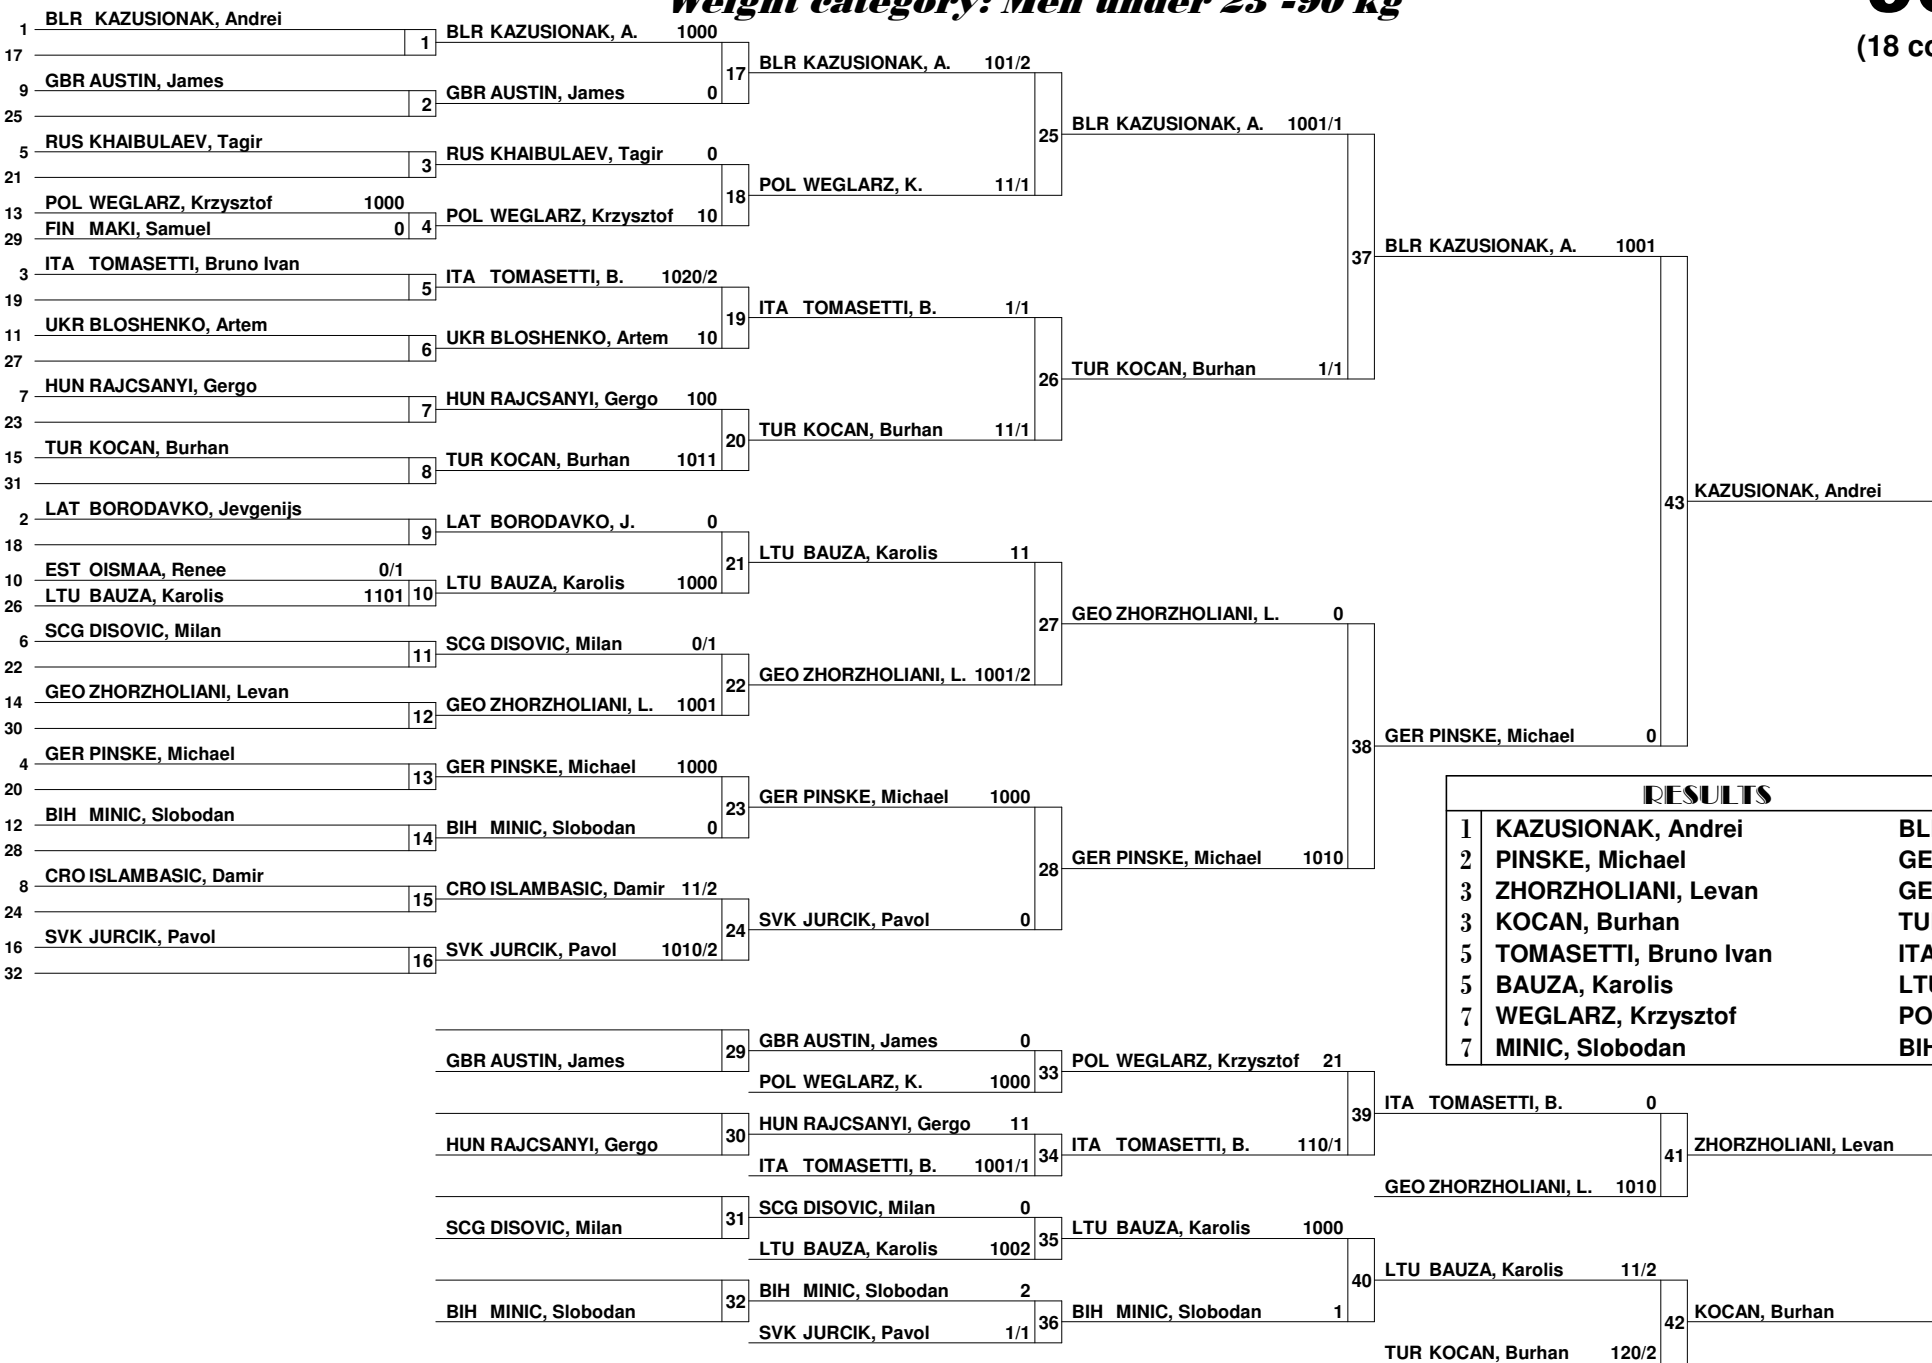 Weight category: Men under 23 -90 kg
(18 co
1 BLR KAZUSIONAK, Andrei
17
1
9 GBR AUSTIN, James
25
2
5 RUS KHAIBULAEV, Tagir
21
3
13 POL WEGLARZ, Krzysztof 1000
29 FIN MAKI, Samuel 0
4
3 ITA TOMASETTI, Bruno Ivan
19
5
11 UKR BLOSHENKO, Artem
27
6
7 HUN RAJCSANYI, Gergo
23
7
15 TUR KOCAN, Burhan
31
8
2 LAT BORODAVKO, Jevgenijs
18
9
10 EST OISMAA, Renee 0/1
26 LTU BAUZA, Karolis 1101
10
6 SCG DISOVIC, Milan
22
11
14 GEO ZHORZHOLIANI, Levan
30
12
4 GER PINSKE, Michael
20
13
12 BIH MINIC, Slobodan
28
14
8 CRO ISLAMBASIC, Damir
24
15
16 SVK JURCIK, Pavol
32
16
BLR KAZUSIONAK, A. 1000
17
GBR AUSTIN, James 0
RUS KHAIBULAEV, Tagir 0
18
POL WEGLARZ, Krzysztof 10
ITA TOMASETTI, B. 1020/2
19
UKR BLOSHENKO, Artem 10
HUN RAJCSANYI, Gergo 100
20
TUR KOCAN, Burhan 1011
LAT BORODAVKO, J. 0
21
LTU BAUZA, Karolis 1000
SCG DISOVIC, Milan 0/1
22
GEO ZHORZHOLIANI, L. 1001
GER PINSKE, Michael 1000
23
BIH MINIC, Slobodan 0
CRO ISLAMBASIC, Damir 11/2
24
SVK JURCIK, Pavol 1010/2
BLR KAZUSIONAK, A. 101/2
25
POL WEGLARZ, K. 11/1
ITA TOMASETTI, B. 1/1
26
TUR KOCAN, Burhan 11/1
LTU BAUZA, Karolis 11
27
GEO ZHORZHOLIANI, L. 1001/2
GER PINSKE, Michael 1000
28
SVK JURCIK, Pavol 0
BLR KAZUSIONAK, A. 1001/1
37
TUR KOCAN, Burhan 1/1
GEO ZHORZHOLIANI, L. 0
38
GER PINSKE, Michael 1010
BLR KAZUSIONAK, A. 1001
43
GER PINSKE, Michael 0
KAZUSIONAK, Andrei
RESULTS
1 KAZUSIONAK, Andrei BL
2 PINSKE, Michael GE
3 ZHORZHOLIANI, Levan GE
3 KOCAN, Burhan TU
5 TOMASETTI, Bruno Ivan ITA
5 BAUZA, Karolis LTU
7 WEGLARZ, Krzysztof PO
7 MINIC, Slobodan BIH
GBR AUSTIN, James
29
HUN RAJCSANYI, Gergo
30
SCG DISOVIC, Milan
31
BIH MINIC, Slobodan
32
GBR AUSTIN, James 0
33
POL WEGLARZ, K. 1000
HUN RAJCSANYI, Gergo 11
34
ITA TOMASETTI, B. 1001/1
SCG DISOVIC, Milan 0
35
LTU BAUZA, Karolis 1002
BIH MINIC, Slobodan 2
36
SVK JURCIK, Pavol 1/1
POL WEGLARZ, Krzysztof 21
39
ITA TOMASETTI, B. 110/1
LTU BAUZA, Karolis 1000
40
BIH MINIC, Slobodan 1
ITA TOMASETTI, B. 0
41
GEO ZHORZHOLIANI, L. 1010
LTU BAUZA, Karolis 11/2
42
TUR KOCAN, Burhan 120/2
ZHORZHOLIANI, Levan
KOCAN, Burhan